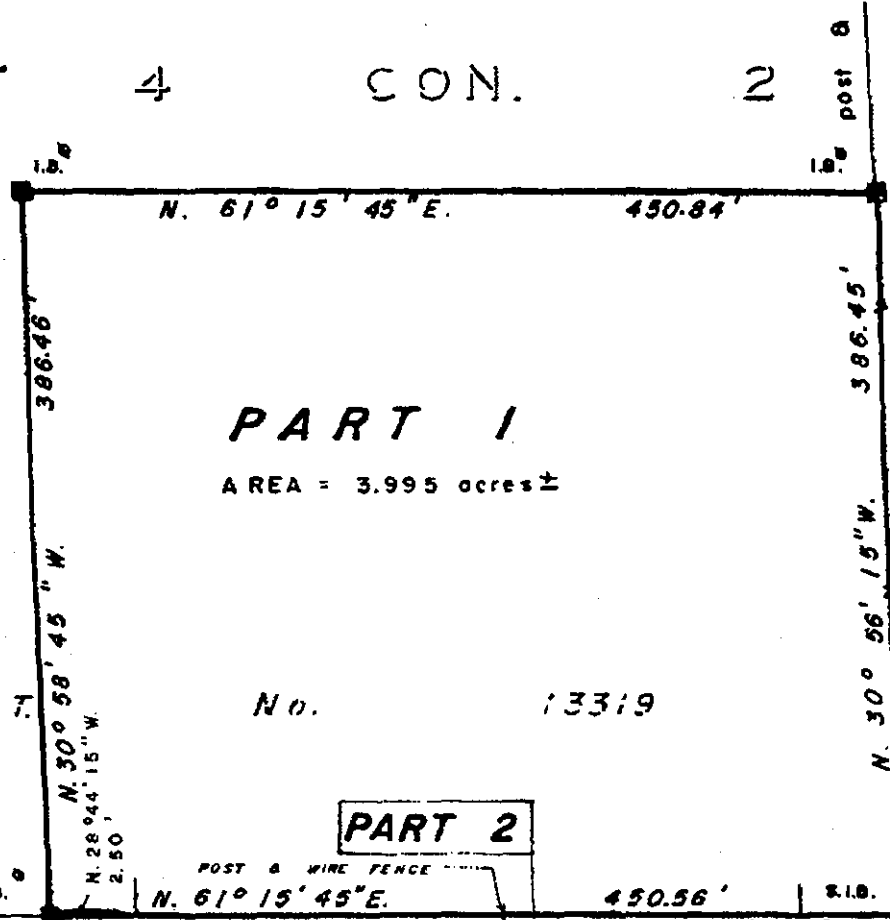 4 CON. 2
post &
I.B. I.B.
N. 61° 15' 45" E. 450.84'
386.46'
386.45'
PART 1
AREA = 3.995 acres ±
N. 30° 58' 45" W.
N. 30° 56' 15" W.
T.
No. 13319
N. 28° 44' 15" W.
2.50'
PART 2
POST & WIRE FENCE
N. 61° 15' 45" E. 450.56'
S.I.B.